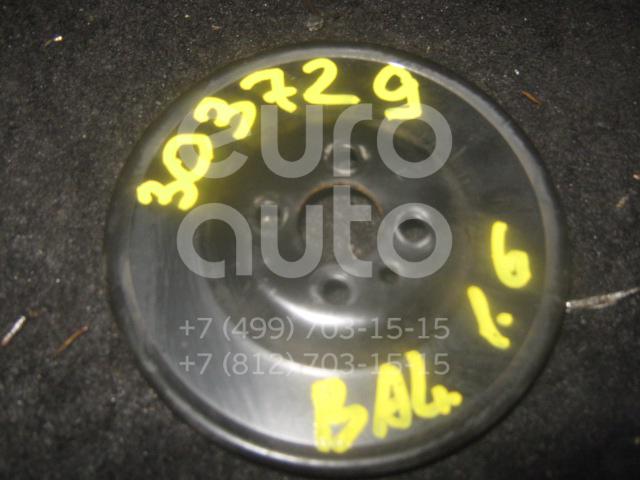 303729
euro
auto
1.6
+7 (499) 703-15-15
+7 (812) 703-15-15
BAL.